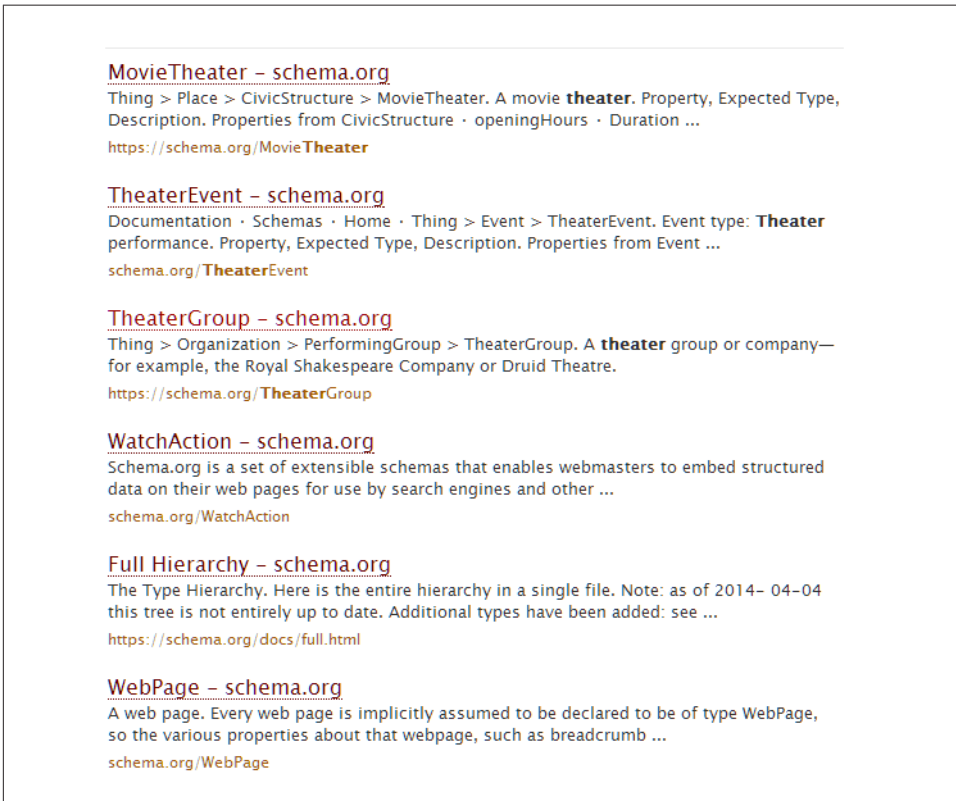 MovieTheater – schema.org
Thing > Place > CivicStructure > MovieTheater. A movie theater. Property, Expected Type,
Description. Properties from CivicStructure · openingHours · Duration ...
https://schema.org/MovieTheater
TheaterEvent – schema.org
Documentation · Schemas · Home · Thing > Event > TheaterEvent. Event type: Theater
performance. Property, Expected Type, Description. Properties from Event ...
schema.org/TheaterEvent
TheaterGroup – schema.org
Thing > Organization > PerformingGroup > TheaterGroup. A theater group or company—
for example, the Royal Shakespeare Company or Druid Theatre.
https://schema.org/TheaterGroup
WatchAction – schema.org
Schema.org is a set of extensible schemas that enables webmasters to embed structured
data on their web pages for use by search engines and other ...
schema.org/WatchAction
Full Hierarchy – schema.org
The Type Hierarchy. Here is the entire hierarchy in a single file. Note: as of 2014– 04–04
this tree is not entirely up to date. Additional types have been added: see ...
https://schema.org/docs/full.html
WebPage – schema.org
A web page. Every web page is implicitly assumed to be declared to be of type WebPage,
so the various properties about that webpage, such as breadcrumb ...
schema.org/WebPage